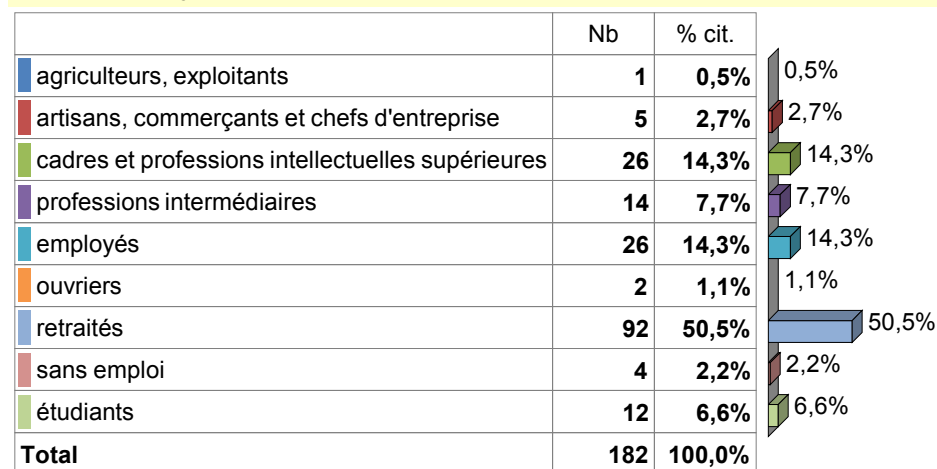 Nb % cit.
agriculteurs, exploitants 1 0,5% 0,5%
artisans, commerçants et chefs d'entreprise 5 2,7% 2,7%
cadres et professions intellectuelles supérieures 26 14,3% 14,3%
professions intermédiaires 14 7,7% 7,7%
employés 26 14,3% 14,3%
ouvriers 2 1,1% 1,1%
retraités 92 50,5% 50,5%
sans emploi 4 2,2% 2,2%
étudiants 12 6,6% 6,6%
Total 182 100,0%